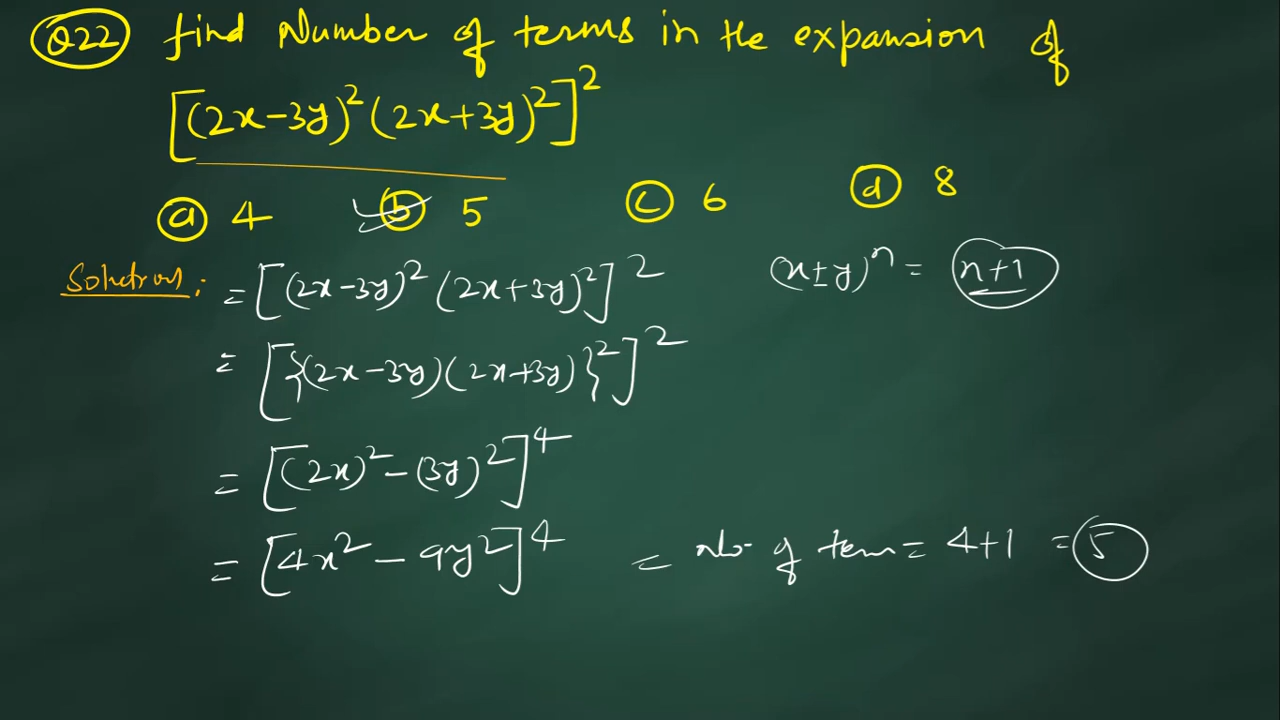 Q22 find Number of terms in the expansion of
[(2x-3y)²(2x+3y)²]²
a 4 b 5 c 6 d 8
Solution: = [(2x-3y)² (2x+3y)²]² (x±y)ⁿ = n+1
= [{(2x-3y)(2x+3y)}²]²
= [(2x)² - (3y)²]⁴
= [4x² - 9y²]⁴ = No of term = 4+1 = 5